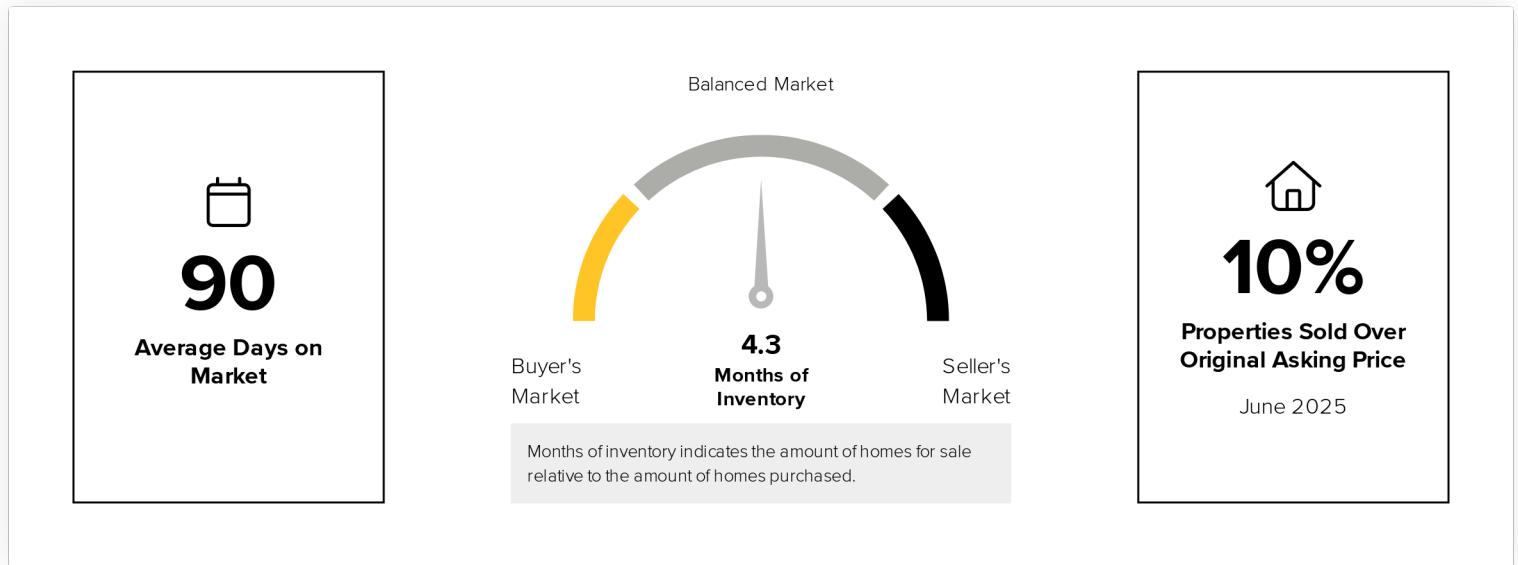 90
Average Days on
Market
Balanced Market
4.3
Months of
Inventory
Buyer's
Market
Seller's
Market
Months of inventory indicates the amount of homes for sale
relative to the amount of homes purchased.
10%
Properties Sold Over
Original Asking Price
June 2025